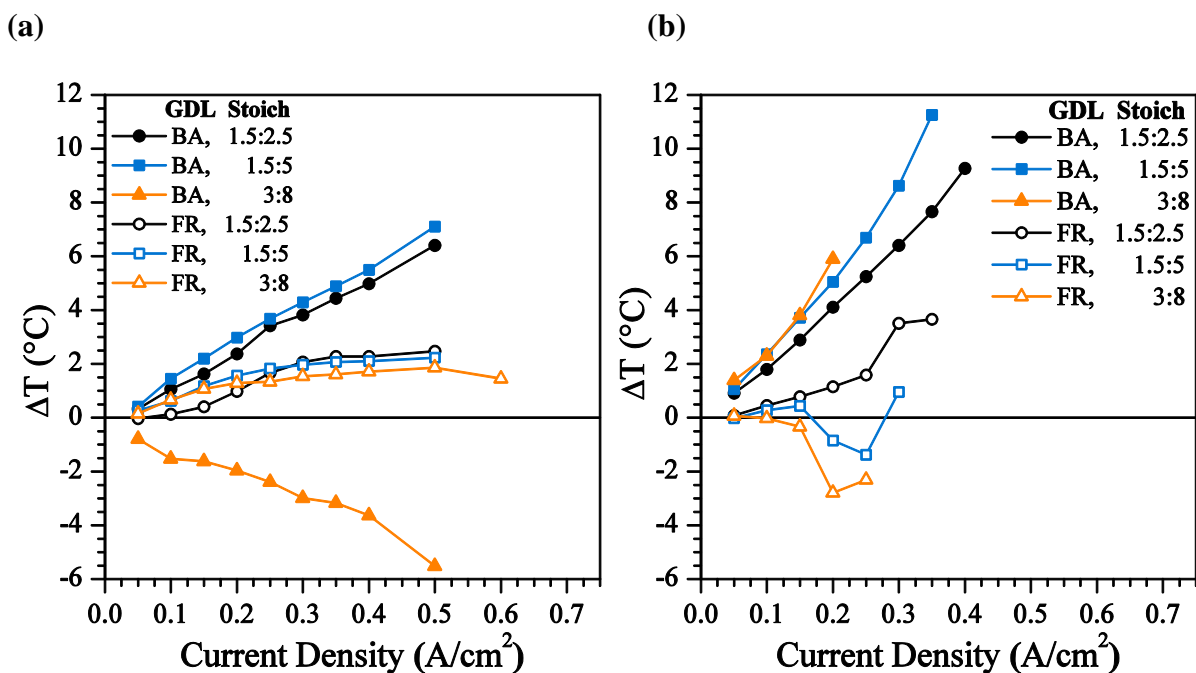 (a)
12
10
8
6
4
2
0
-2
-4
-6
ΔT (°C)
GDL Stoich
BA, 1.5:2.5
BA, 1.5:5
BA, 3:8
FR, 1.5:2.5
FR, 1.5:5
FR, 3:8
0.0 0.1 0.2 0.3 0.4 0.5 0.6 0.7
Current Density (A/cm²)
(b)
12
10
8
6
4
2
0
-2
-4
-6
ΔT (°C)
GDL Stoich
BA, 1.5:2.5
BA, 1.5:5
BA, 3:8
FR, 1.5:2.5
FR, 1.5:5
FR, 3:8
0.0 0.1 0.2 0.3 0.4 0.5 0.6 0.7
Current Density (A/cm²)